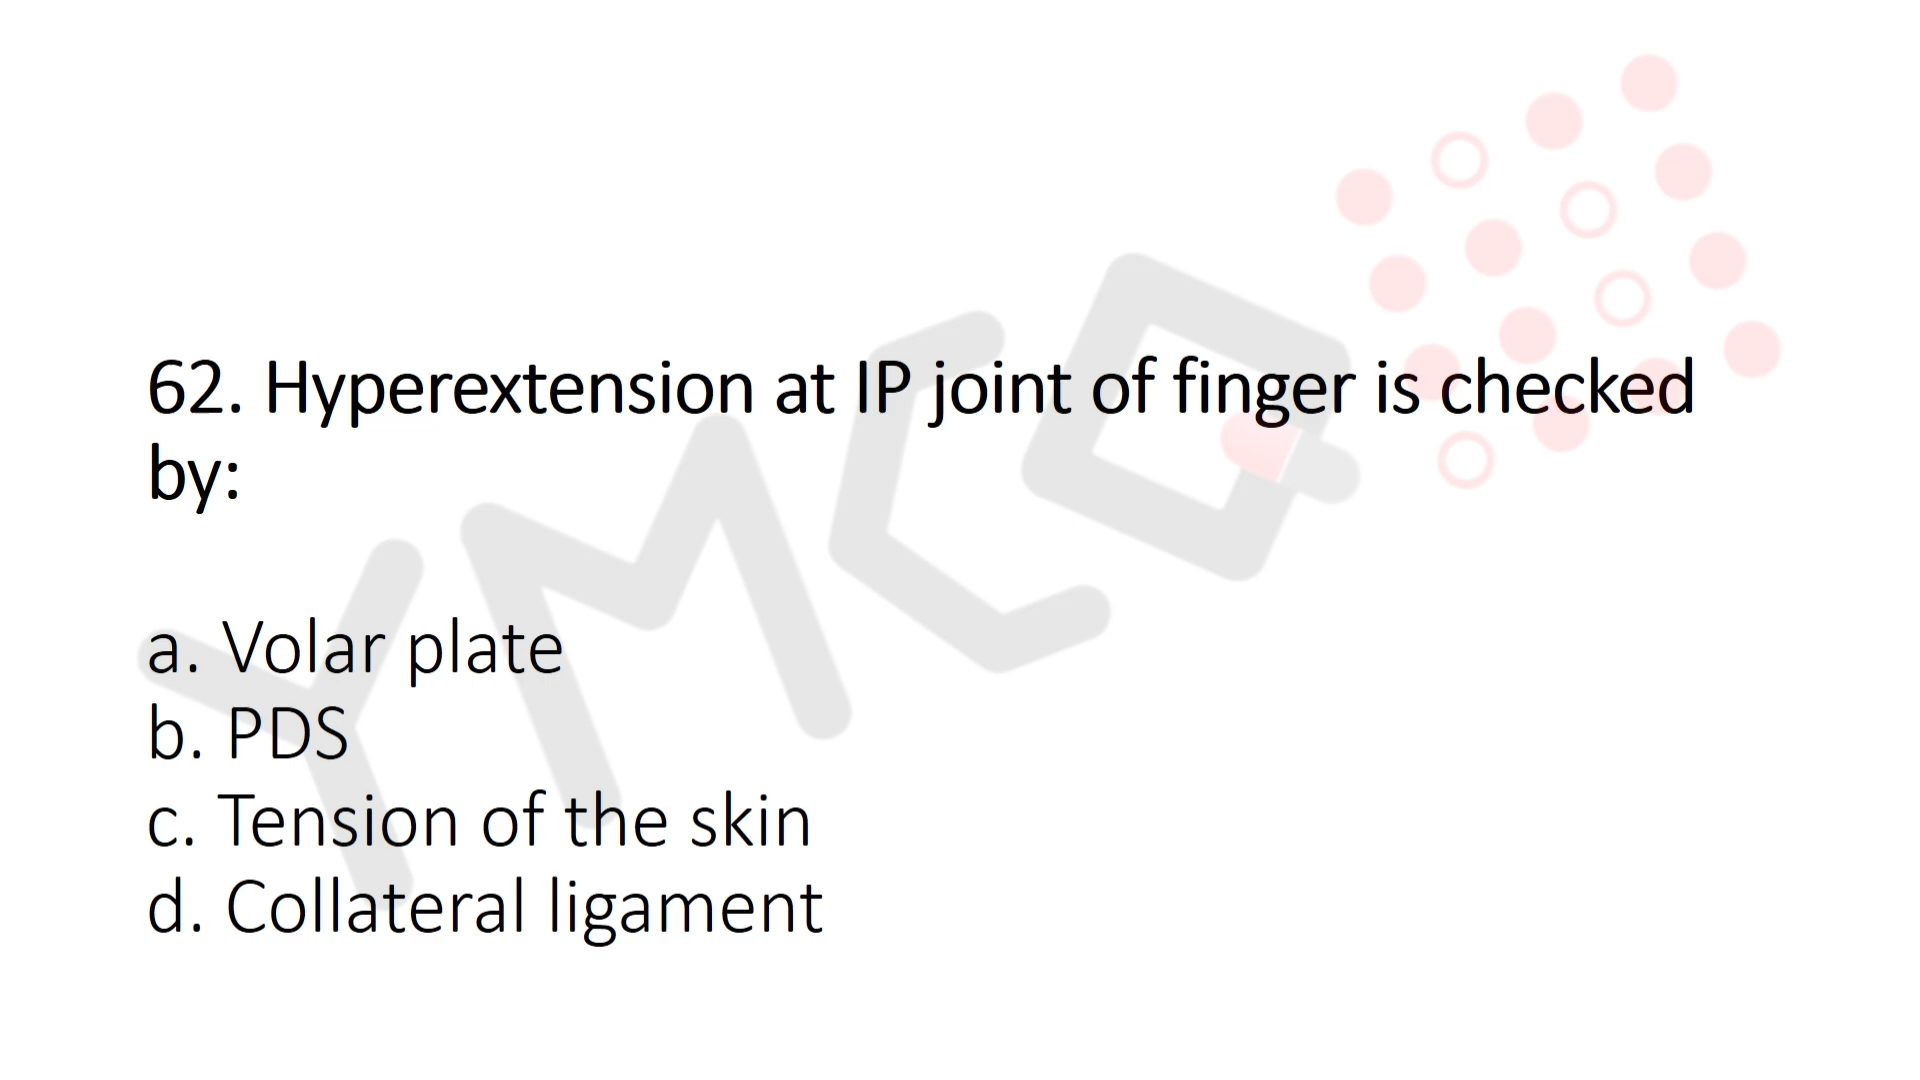 62. Hyperextension at IP joint of finger is checked
by:
a. Volar plate
b. PDS
c. Tension of the skin
d. Collateral ligament
YMCQ